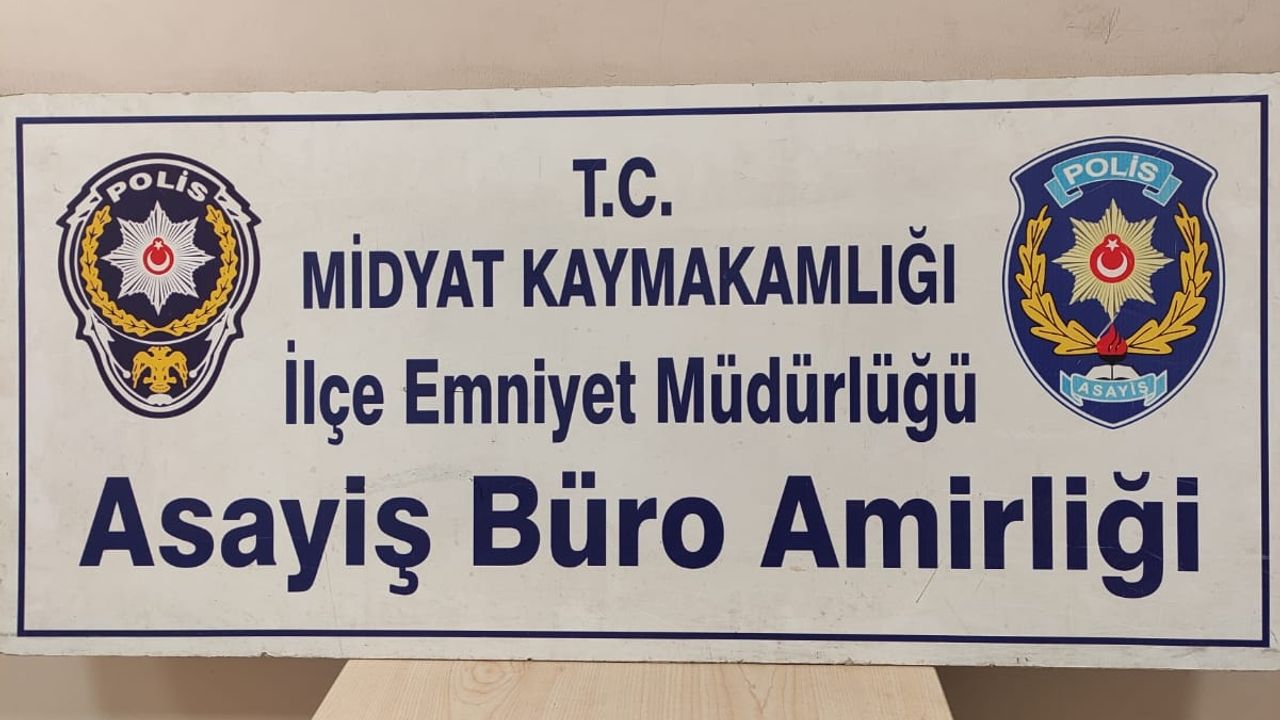 POLİS
T.C.
MİDYAT KAYMAKAMLIĞI
İlçe Emniyet Müdürlüğü
Asayiş Büro Amirliği
POLİS
ASAYİŞ